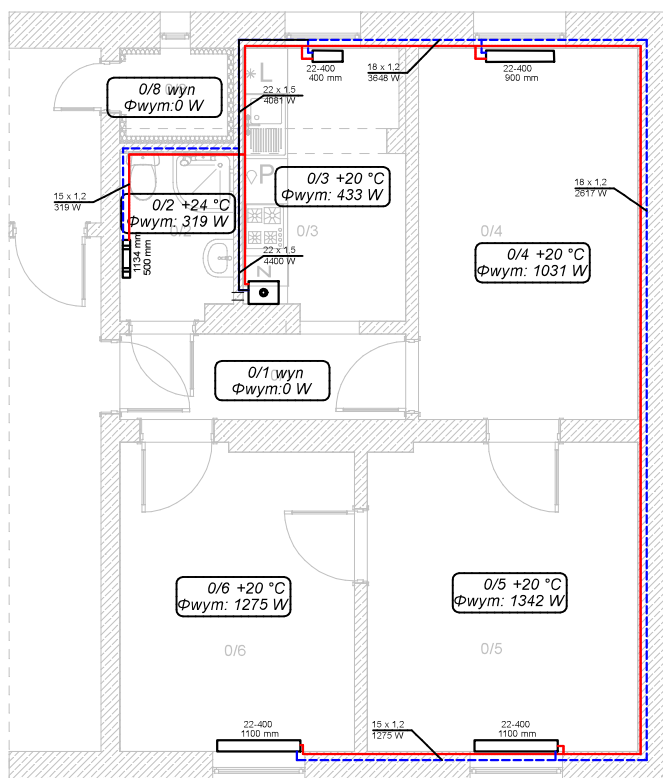 22-400
400 mm
18 x 1,2
3648 W
22-400
900 mm
L
22 x 1,5
4081 W
0/8 wyn
Φwym:0 W
0/3 +20 °C
Φwym: 433 W
P
15 x 1,2
319 W
18 x 1,2
2617 W
0/2 +24 °C
Φwym: 319 W
0/2
0/3
0/4
1134 mm
500 mm
22 x 1,5
4400 W
N
0/4 +20 °C
Φwym: 1031 W
0/1 wyn
Φwym:0 W
0/6 +20 °C
Φwym: 1275 W
0/5 +20 °C
Φwym: 1342 W
0/6
0/5
22-400
1100 mm
15 x 1,2
1275 W
22-400
1100 mm